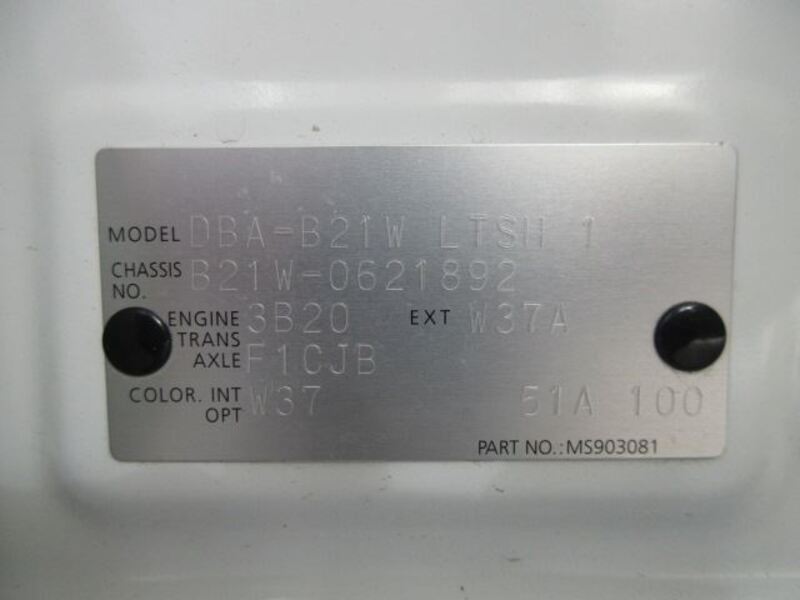 MODEL DBA-B21W LTSH 1
CHASSIS NO. B21W-0621892
ENGINE 3B20 EXT W37A
TRANS AXLE F1CJB
COLOR. INT OPT W37 51A 100
PART NO.: MS903081